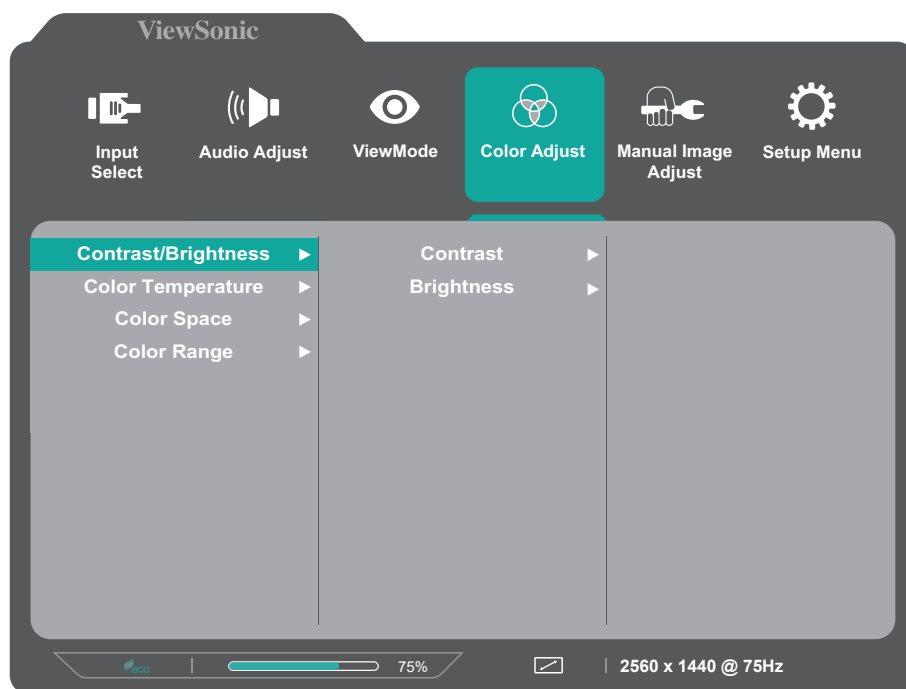 ViewSonic
Input
Select
Audio Adjust
ViewMode
Color Adjust
Manual Image
Adjust
Setup Menu
Contrast/Brightness
Color Temperature
Color Space
Color Range
Contrast
Brightness
eco
75%
2560 x 1440 @ 75Hz